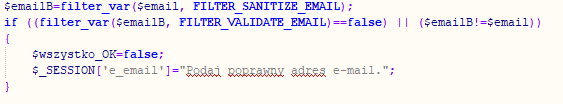 $emailB=filter_var($email, FILTER_SANITIZE_EMAIL);
if ((filter_var($emailB, FILTER_VALIDATE_EMAIL)==false) || ($emailB!=$email))
{
$wszystko_OK=false;
$_SESSION['e_email']="Podaj poprawny adres e-mail.";
}